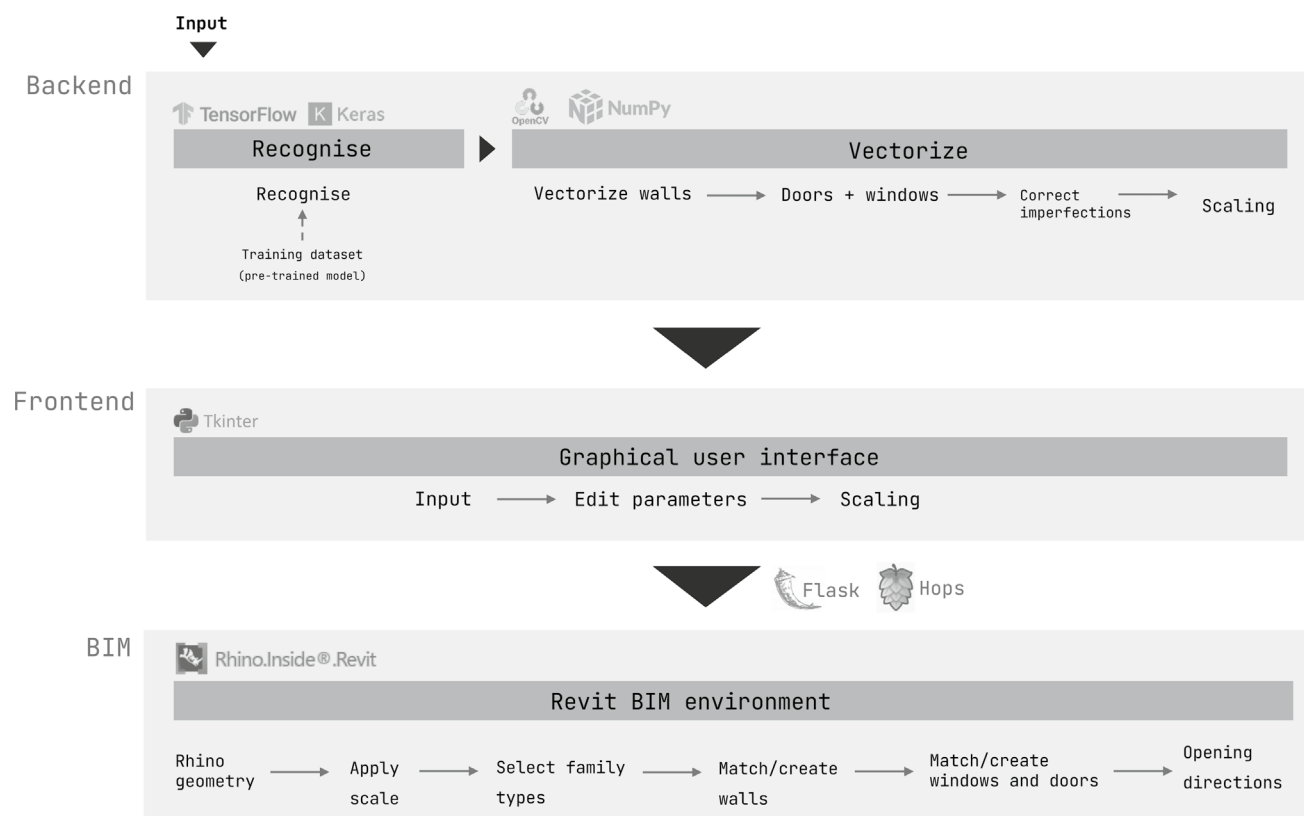 Input
Backend
TensorFlow K Keras
OpenCV
NumPy
Recognise
Vectorize
Recognise
Training dataset
(pre-trained model)
Vectorize walls
Doors + windows
Correct
imperfections
Scaling
Frontend
Tkinter
Graphical user interface
Input
Edit parameters
Scaling
Flask
Hops
BIM
Rhino.Inside®.Revit
Revit BIM environment
Rhino
geometry
Apply
scale
Select family
types
Match/create
walls
Match/create
windows and doors
Opening
directions